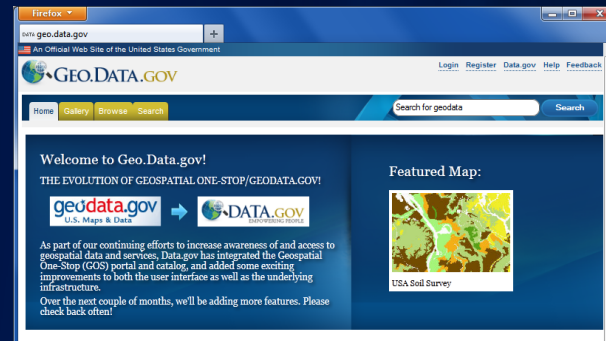 Firefox
DATA geo.data.gov
+
An Official Web Site of the United States Government
GEO.DATA.GOV
Login Register Data.gov Help Feedback
Home Gallery Browse Search
Search for geodata
Search
Welcome to Geo.Data.gov!
THE EVOLUTION OF GEOSPATIAL ONE-STOP/GEODATA.GOV!
geodata.gov
U.S. Maps & Data
DATA.GOV
EMPOWERING PEOPLE
As part of our continuing efforts to increase awareness of and access to
geospatial data and services, Data.gov has integrated the Geospatial
One-Stop (GOS) portal and catalog, and added some exciting
improvements to both the user interface as well as the underlying
infrastructure.
Over the next couple of months, we'll be adding more features. Please
check back often!
Featured Map:
USA Soil Survey